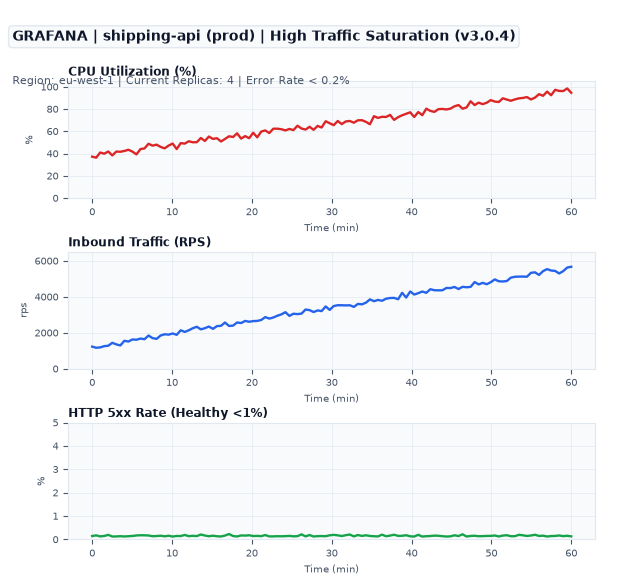 GRAFANA | shipping-api (prod) | High Traffic Saturation (v3.0.4)
CPU Utilization (%)
Region: eu-west-1 | Current Replicas: 4 | Error Rate < 0.2%
100
80
60
40
20
0
%
0 10 20 30 40 50 60
Time (min)
Inbound Traffic (RPS)
6000
4000
2000
0
rps
0 10 20 30 40 50 60
Time (min)
HTTP 5xx Rate (Healthy <1%)
5
4
3
2
1
0
%
0 10 20 30 40 50 60
Time (min)